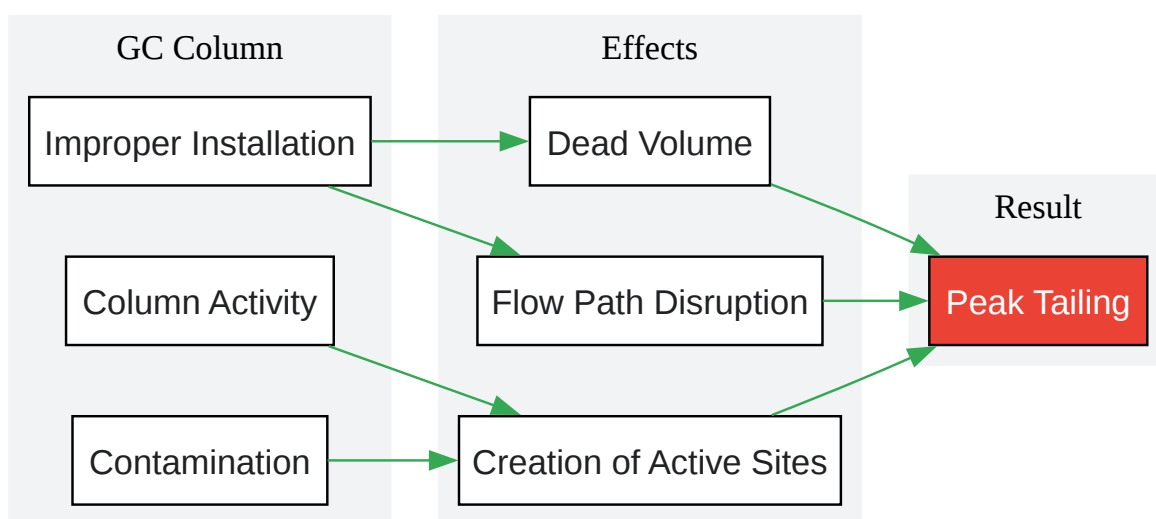 GC Column
Improper Installation
Column Activity
Contamination
Effects
Dead Volume
Flow Path Disruption
Creation of Active Sites
Result
Peak Tailing